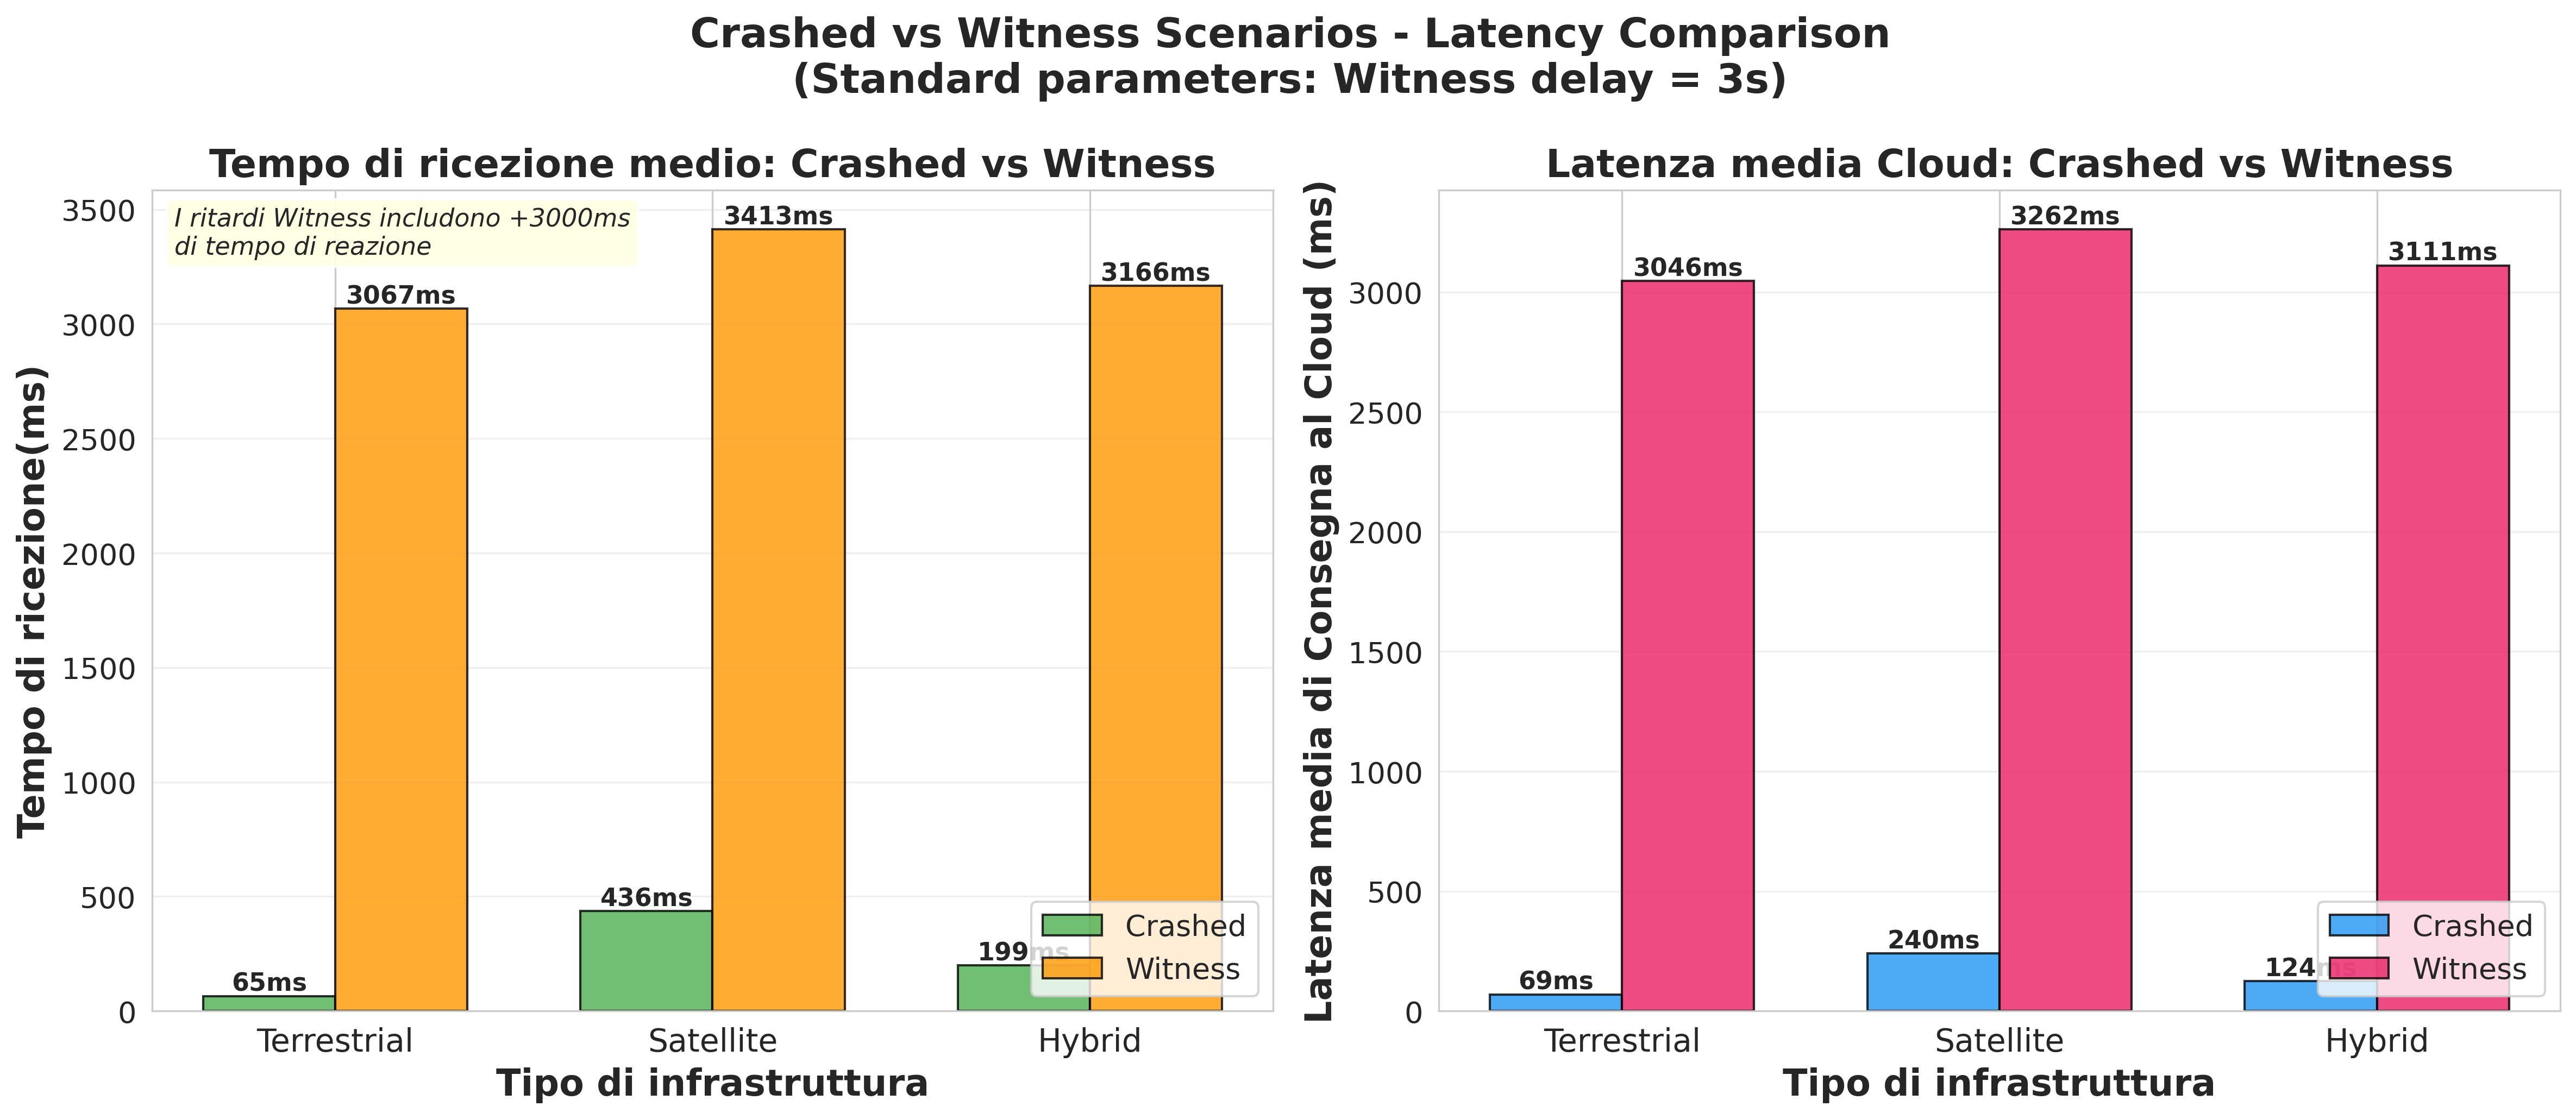 Crashed vs Witness Scenarios - Latency Comparison
(Standard parameters: Witness delay = 3s)
Tempo di ricezione medio: Crashed vs Witness
Tempo di ricezione(ms)
3500
3000
2500
2000
1500
1000
500
0
I ritardi Witness includono +3000ms
di tempo di reazione
65ms
3067ms
436ms
3413ms
199ms
3166ms
Crashed
Witness
Terrestrial
Satellite
Hybrid
Tipo di infrastruttura
Latenza media Cloud: Crashed vs Witness
Latenza media di Consegna al Cloud (ms)
3000
2500
2000
1500
1000
500
0
69ms
3046ms
240ms
3262ms
124ms
3111ms
Crashed
Witness
Terrestrial
Satellite
Hybrid
Tipo di infrastruttura